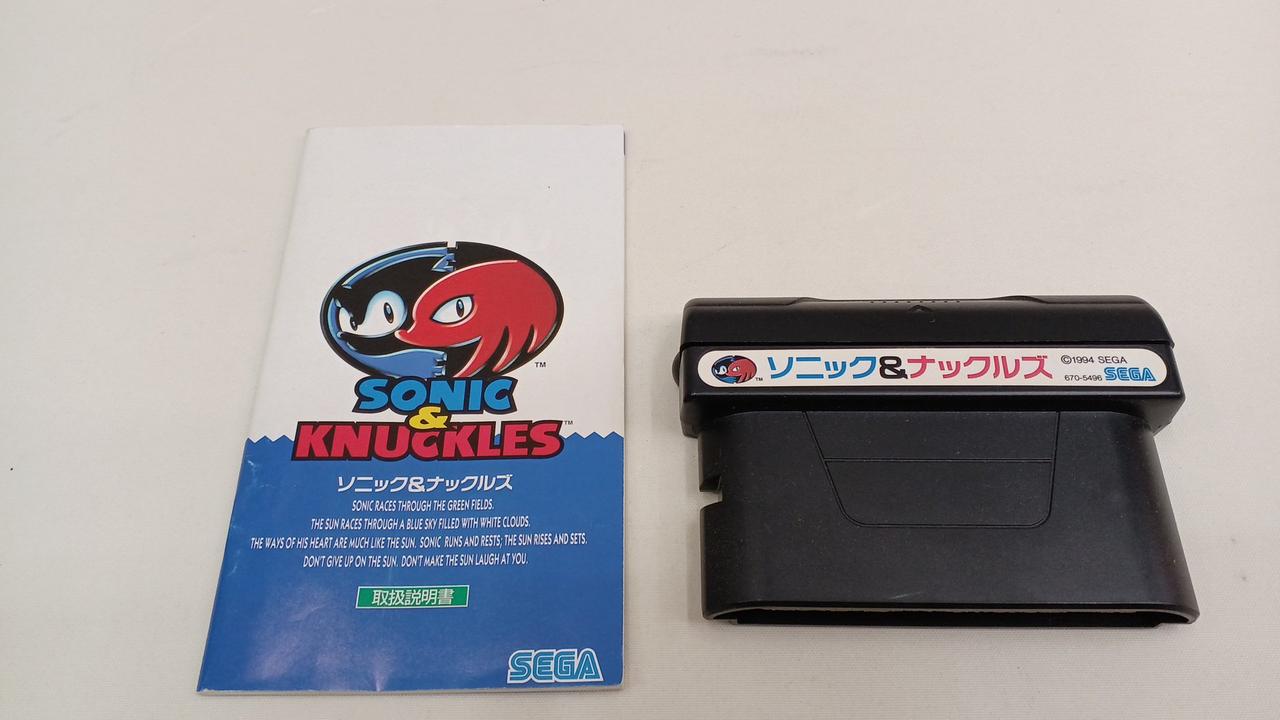 SONIC
&
KNUCKLES™
™
ソニック&ナックルズ
SONIC RACES THROUGH THE GREEN FIELDS.
THE SUN RACES THROUGH A BLUE SKY FILLED WITH WHITE CLOUDS.
THE WAYS OF HIS HEART ARE MUCH LIKE THE SUN. SONIC RUNS AND RESTS; THE SUN RISES AND SETS.
DON'T GIVE UP ON THE SUN. DON'T MAKE THE SUN LAUGH AT YOU.
取扱説明書
SEGA
™ ソニック&ナックルズ
©1994 SEGA
670-5496 SEGA